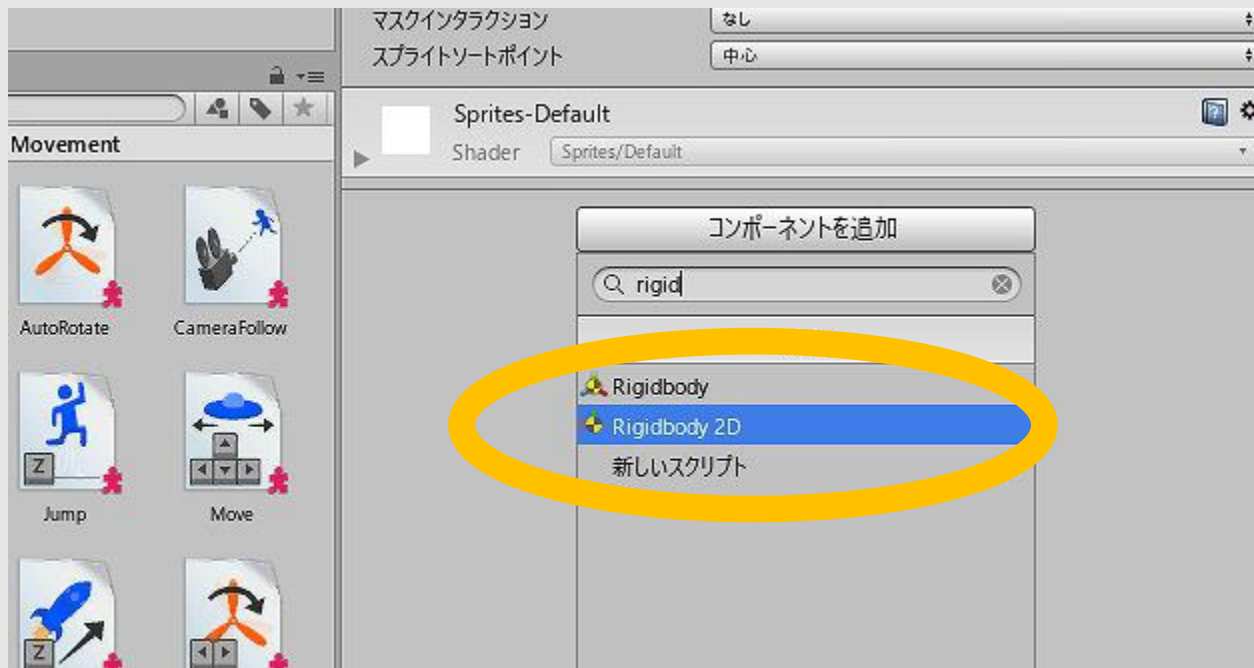 マスクインタラクション
なし
スプライトソートポイント
中心
Sprites-Default
Shader
Sprites/Default
Movement
コンポーネントを追加
rigid
AutoRotate
CameraFollow
Rigidbody
Rigidbody 2D
新しいスクリプト
Z
Jump
Move
Z